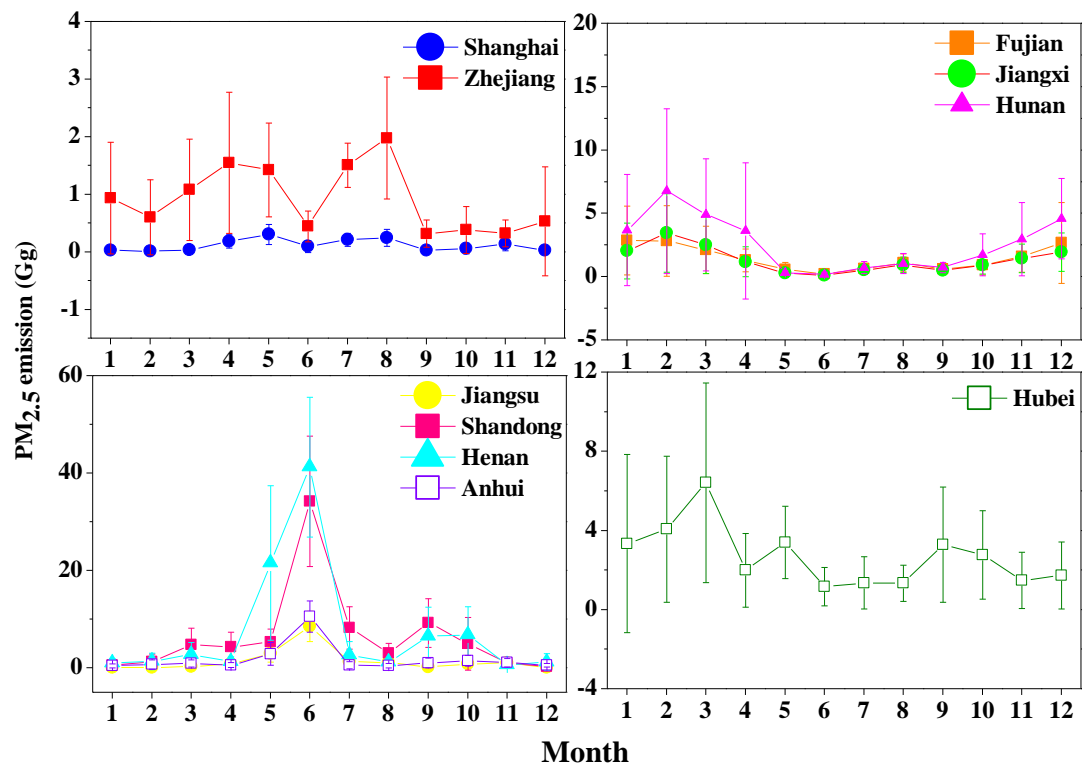 4
3
2
1
0
-1
Shanghai
Zhejiang
1 2 3 4 5 6 7 8 9 10 11 12
20
15
10
5
0
-5
Fujian
Jiangxi
Hunan
1 2 3 4 5 6 7 8 9 10 11 12
PM2.5 emission (Gg)
60
40
20
0
Jiangsu
Shandong
Henan
Anhui
1 2 3 4 5 6 7 8 9 10 11 12
12
8
4
0
-4
Hubei
1 2 3 4 5 6 7 8 9 10 11 12
Month